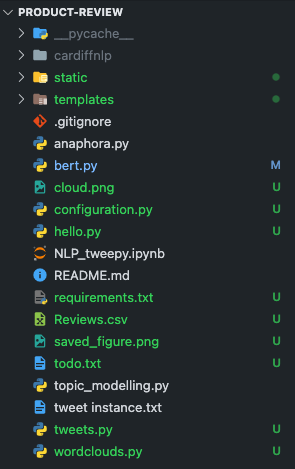 PRODUCT-REVIEW
__pycache__
cardiffnlp
static
templates
.gitignore
anaphora.py
bert.py M
cloud.png U
configuration.py U
hello.py U
NLP_tweepy.ipynb
README.md
requirements.txt U
Reviews.csv U
saved_figure.png U
todo.txt U
topic_modelling.py
tweet instance.txt
tweets.py U
wordclouds.py U